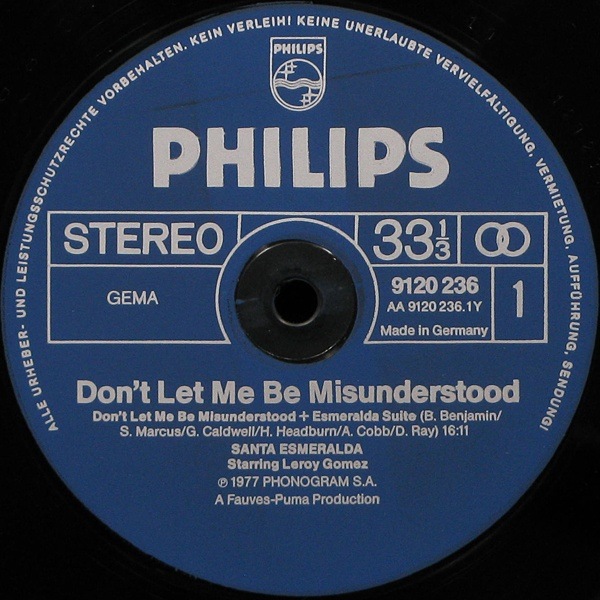 ALLE URHEBER- UND LEISTUNGSSCHUTZRECHTE VORBEHALTEN. KEIN VERLEIH! KEINE UNERLAUBTE VERVIELFÄLTIGUNG, VERMIETUNG, AUFFÜHRUNG, SENDUNG!
PHILIPS
PHILIPS
STEREO
33 1/3
GEMA
9120 236
AA 9120 236.1Y
1
Made in Germany
Don't Let Me Be Misunderstood
Don't Let Me Be Misunderstood + Esmeralda Suite (B. Benjamin/
S. Marcus/G. Caldwell/H. Headburn/A. Cobb/D. Ray) 16:11
SANTA ESMERALDA
Starring Leroy Gomez
℗ 1977 PHONOGRAM S.A.
A Fauves-Puma Production